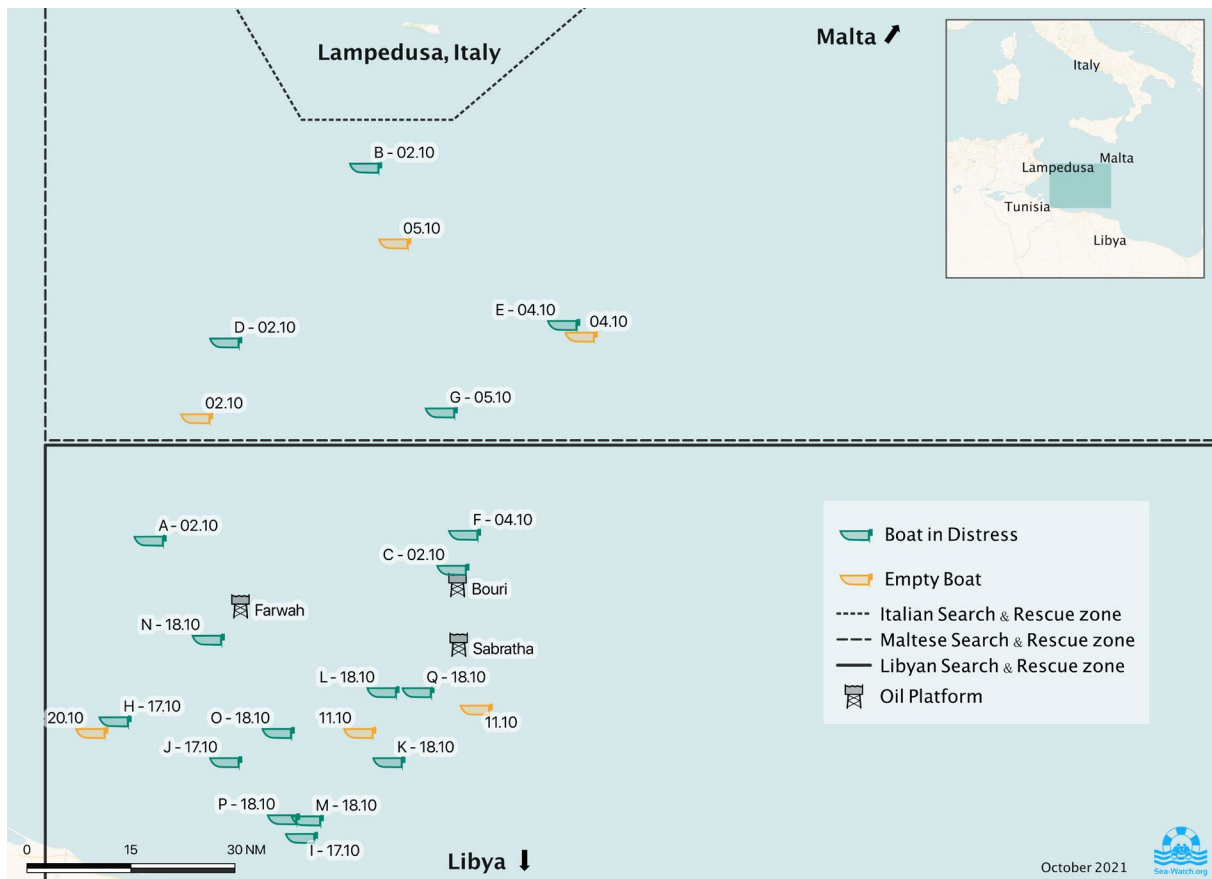 Lampedusa, Italy
Malta
Italy
Malta
Lampedusa
Tunisia
Libya
B - 02.10
05.10
E - 04.10
04.10
D - 02.10
02.10
G - 05.10
A - 02.10
F - 04.10
C - 02.10
Bouri
Farwah
N - 18.10
Sabratha
L - 18.10
Q - 18.10
H - 17.10
20.10
O - 18.10
11.10
11.10
J - 17.10
K - 18.10
P - 18.10
M - 18.10
I - 17.10
Boat in Distress
Empty Boat
Italian Search & Rescue zone
Maltese Search & Rescue zone
Libyan Search & Rescue zone
Oil Platform
0 15 30 NM
Libya
October 2021
Sea-Watch.org